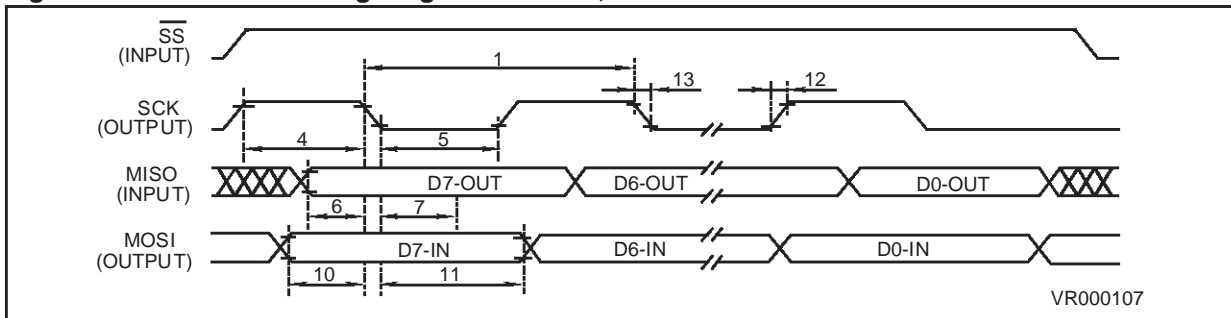 SS
(INPUT)
1
13
12
SCK
(OUTPUT)
4
5
MISO
(INPUT)
D7-OUT
D6-OUT
D0-OUT
6
7
MOSI
(OUTPUT)
D7-IN
D6-IN
D0-IN
10
11
VR000107